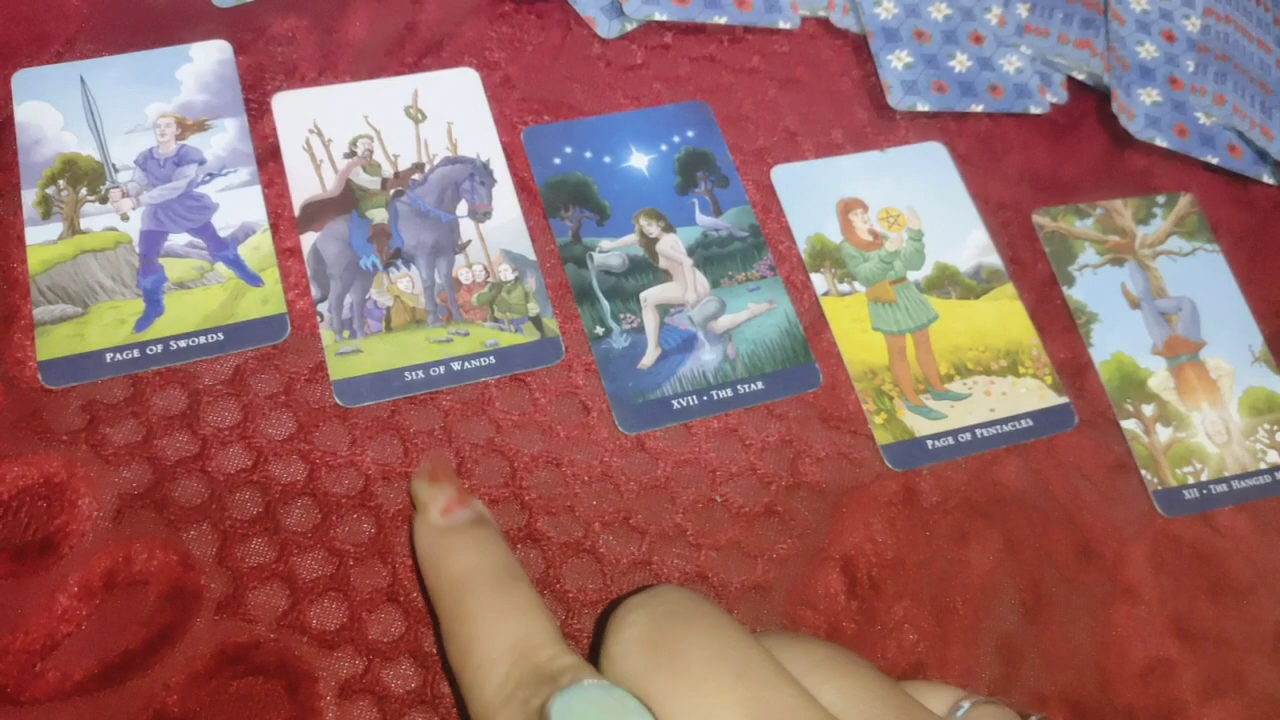 PAGE OF SWORDS
SIX OF WANDS
XVII • THE STAR
PAGE OF PENTACLES
XII • THE HANGED